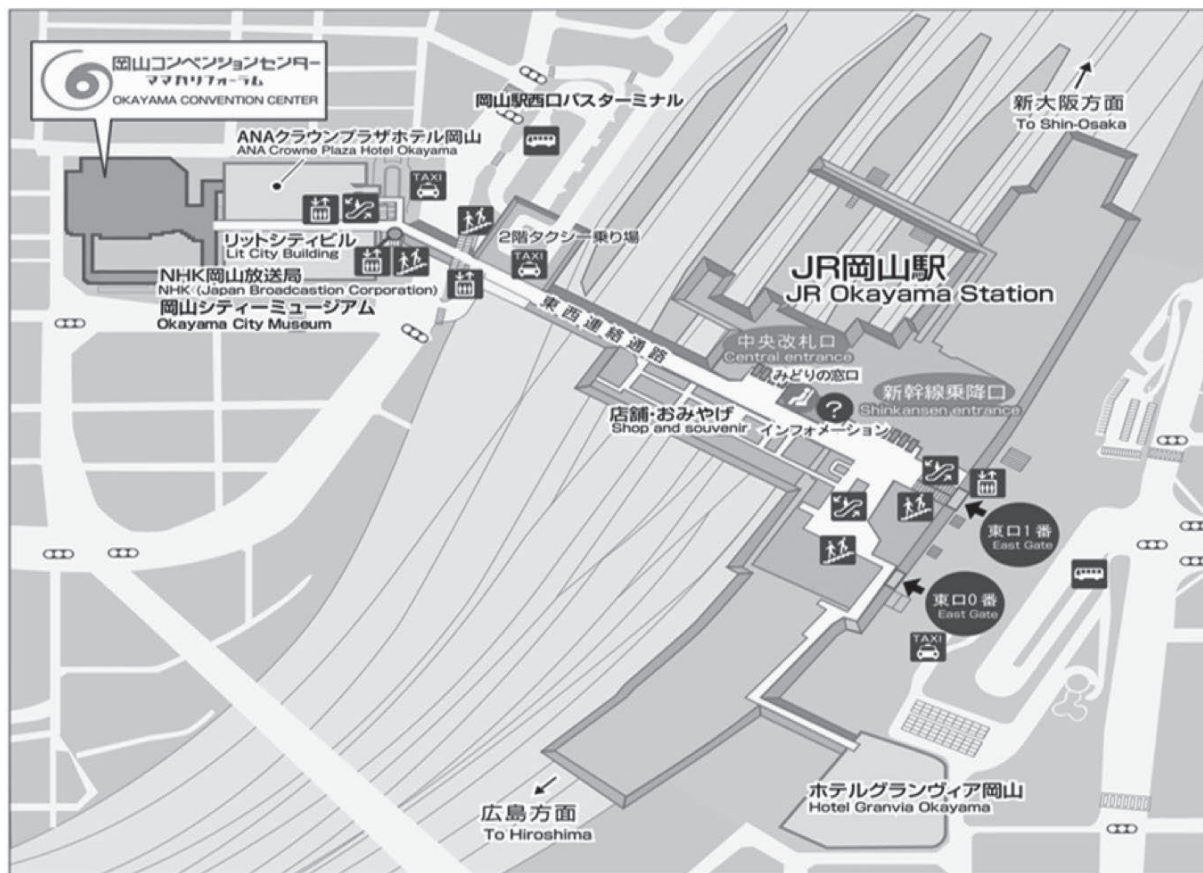 岡山コンベンションセンター
ママカリフォーラム
OKAYAMA CONVENTION CENTER
岡山駅西口バスターミナル
新大阪方面
To Shin-Osaka
ANAクラウンプラザホテル岡山
ANA Crowne Plaza Hotel Okayama
TAXI
リットシティビル
Lit City Building
2階タクシー乗り場
TAXI
NHK岡山放送局
NHK (Japan Broadcastion Corporation)
岡山シティーミュージアム
Okayama City Museum
JR岡山駅
JR Okayama Station
東西連絡通路
中央改札口
Central entrance
みどりの窓口
新幹線乗降口
Shinkansen entrance
店舗・おみやげ
Shop and souvenir
?
インフォメーション
東口1番
East Gate
東口0番
East Gate
TAXI
ホテルグランヴィア岡山
Hotel Granvia Okayama
広島方面
To Hiroshima